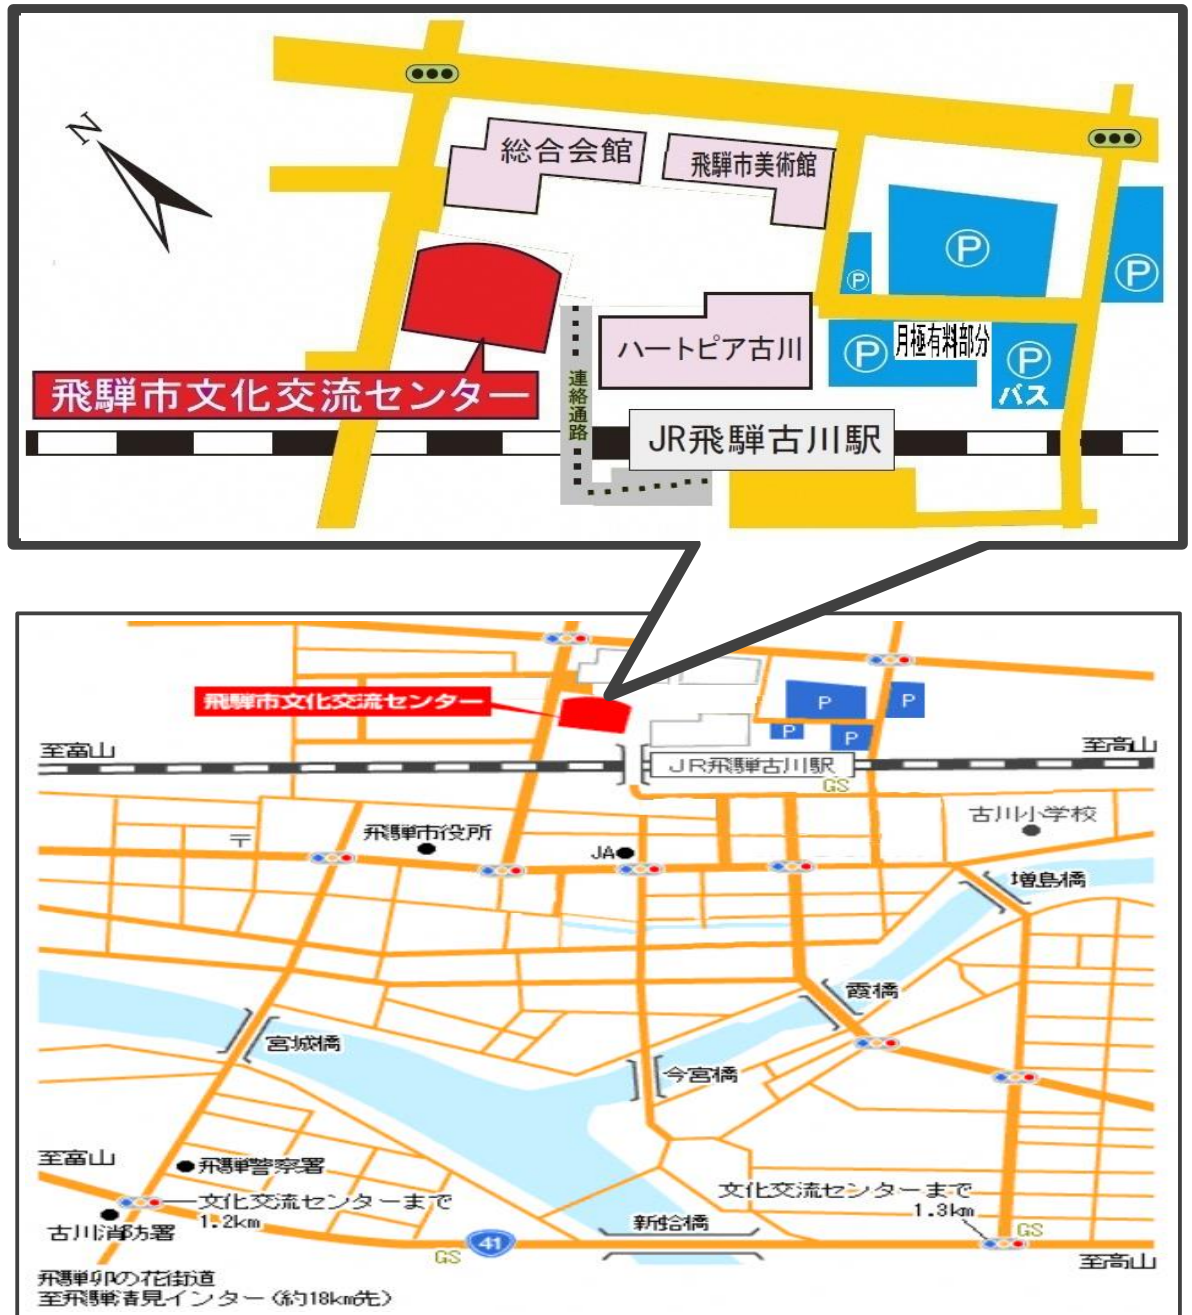 N
総合会館
飛騨市美術館
P
P
P
ハートピア古川
P
月極有料部分
P
バス
飛騨市文化交流センター
連絡通路
JR飛騨古川駅
飛騨市文化交流センター
P
P
P
P
至富山
至高山
JR飛騨古川駅
GS
古川小学校
〒
飛騨市役所
JA
増島橋
霞橋
宮城橋
今宮橋
至富山
飛騨警察署
文化交流センターまで
1.2km
文化交流センターまで
1.3km
古川消防署
新蛤橋
GS
41
GS
至高山
飛騨卯の花街道
至飛騨清見インター(約18km先)